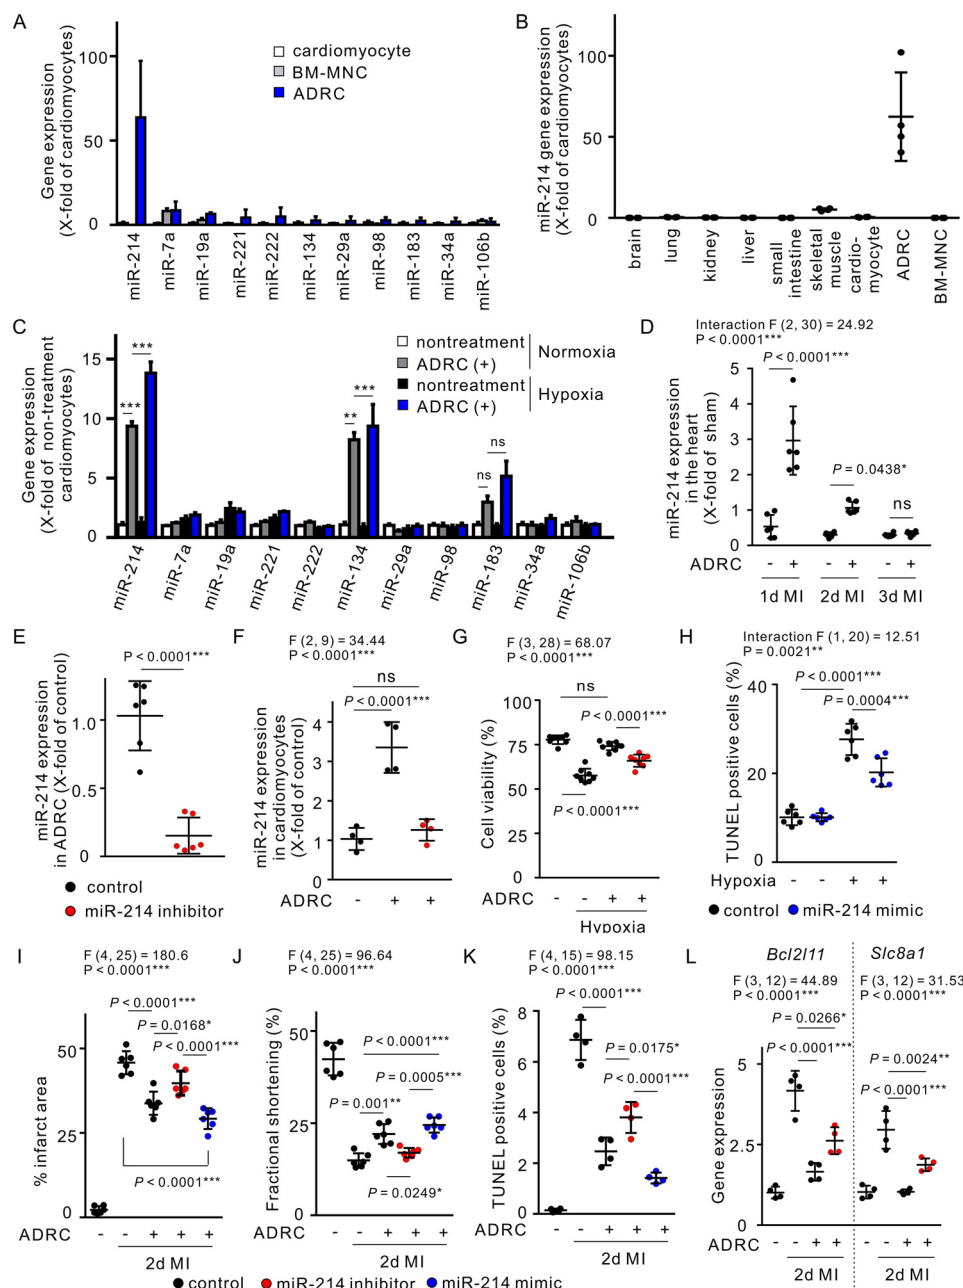 A
Gene expression
(X-fold of cardiomyocytes)
100
50
0
cardiomyocyte
BM-MNC
ADRC
miR-214
miR-7a
miR-19a
miR-221
miR-222
miR-134
miR-29a
miR-98
miR-183
miR-34a
miR-106b
B
miR-214 gene expression
(X-fold of cardiomyocytes)
100
50
0
brain
lung
kidney
liver
small
intestine
skeletal
muscle
cardio-
myocyte
ADRC
BM-MNC
C
Gene expression
(X-fold of non-treatment
cardiomyocytes)
15
10
5
0
nontreatment
ADRC (+)
Normoxia
nontreatment
ADRC (+)
Hypoxia
***
***
**
***
ns
ns
miR-214
miR-7a
miR-19a
miR-221
miR-222
miR-134
miR-29a
miR-98
miR-183
miR-34a
miR-106b
D
Interaction F (2, 30) = 24.92
P < 0.0001***
P < 0.0001***
P = 0.0438*
ns
miR-214 expression
in the heart
(X-fold of sham)
5
4
3
2
1
0
ADRC - + - + - +
1d MI 2d MI 3d MI
E
P < 0.0001***
miR-214 expression
in ADRC (X-fold of control)
1.0
0.5
0
control
miR-214 inhibitor
F
F (2, 9) = 34.44
P < 0.0001***
ns
P < 0.0001***
miR-214 expression
in cardiomyocytes
(X-fold of control)
4
3
2
1
0
ADRC - + +
G
F (3, 28) = 68.07
P < 0.0001***
ns
P < 0.0001***
P < 0.0001***
Cell viability (%)
100
75
50
25
0
ADRC - - + +
Hypoxia
H
Interaction F (1, 20) = 12.51
P = 0.0021**
P < 0.0001***
P = 0.0004***
TUNEL positive cells (%)
40
20
0
Hypoxia - - + +
control miR-214 mimic
I
F (4, 25) = 180.6
P < 0.0001***
P < 0.0001***
P = 0.0168*
P < 0.0001***
P < 0.0001***
% infarct area
50
25
0
ADRC - - + + +
2d MI
J
F (4, 25) = 96.64
P < 0.0001***
P < 0.0001***
P = 0.0005***
P = 0.001**
P = 0.0249*
Fractional shortening (%)
50
25
0
- - + + +
2d MI
K
F (4, 15) = 98.15
P < 0.0001***
P < 0.0001***
P = 0.0175*
P < 0.0001***
TUNEL positive cells (%)
8
6
4
2
0
ADRC - - + + +
2d MI
control miR-214 inhibitor miR-214 mimic
L
Bcl2l11 Slc8a1
F (3, 12) = 44.89 F (3, 12) = 31.53
P < 0.0001*** P < 0.0001***
P = 0.0266*
P < 0.0001***
P = 0.0024**
P < 0.0001***
Gene expression
5
2.5
0
ADRC - - + + - - + +
2d MI 2d MI